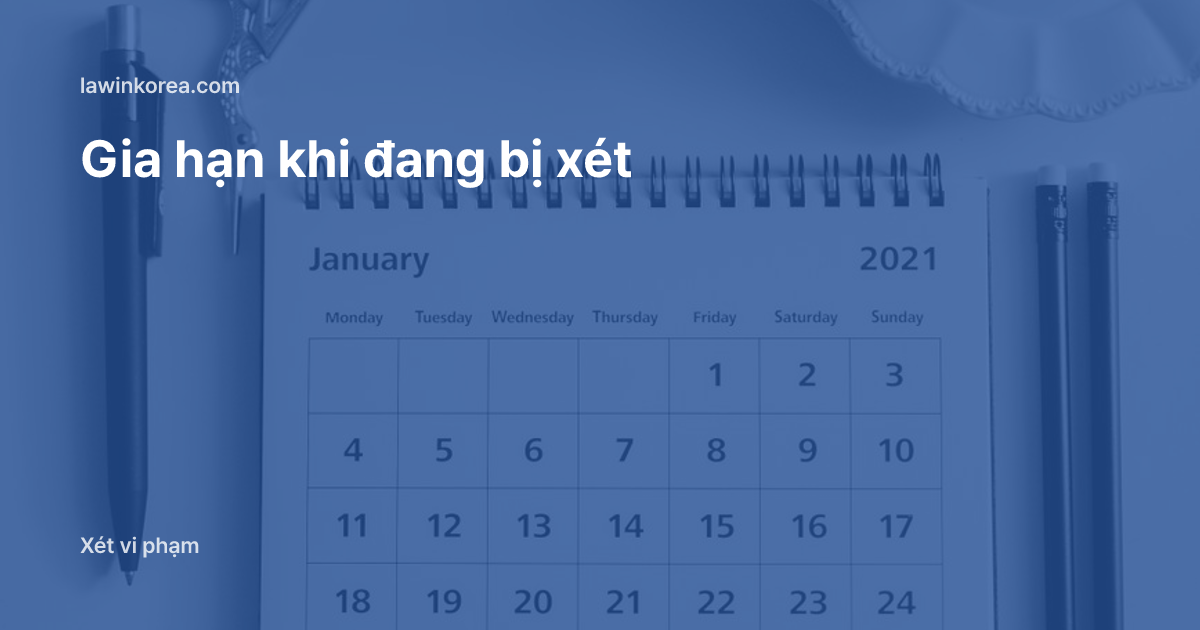 lawinkorea.com
Gia hạn khi đang bị xét
January 2021
Monday Tuesday Wednesday Thursday Friday Saturday Sunday
1 2 3
4 5 6 7 8 9 10
11 12 13 14 15 16 17
18 19 20 21 22 23 24
Xét vi phạm